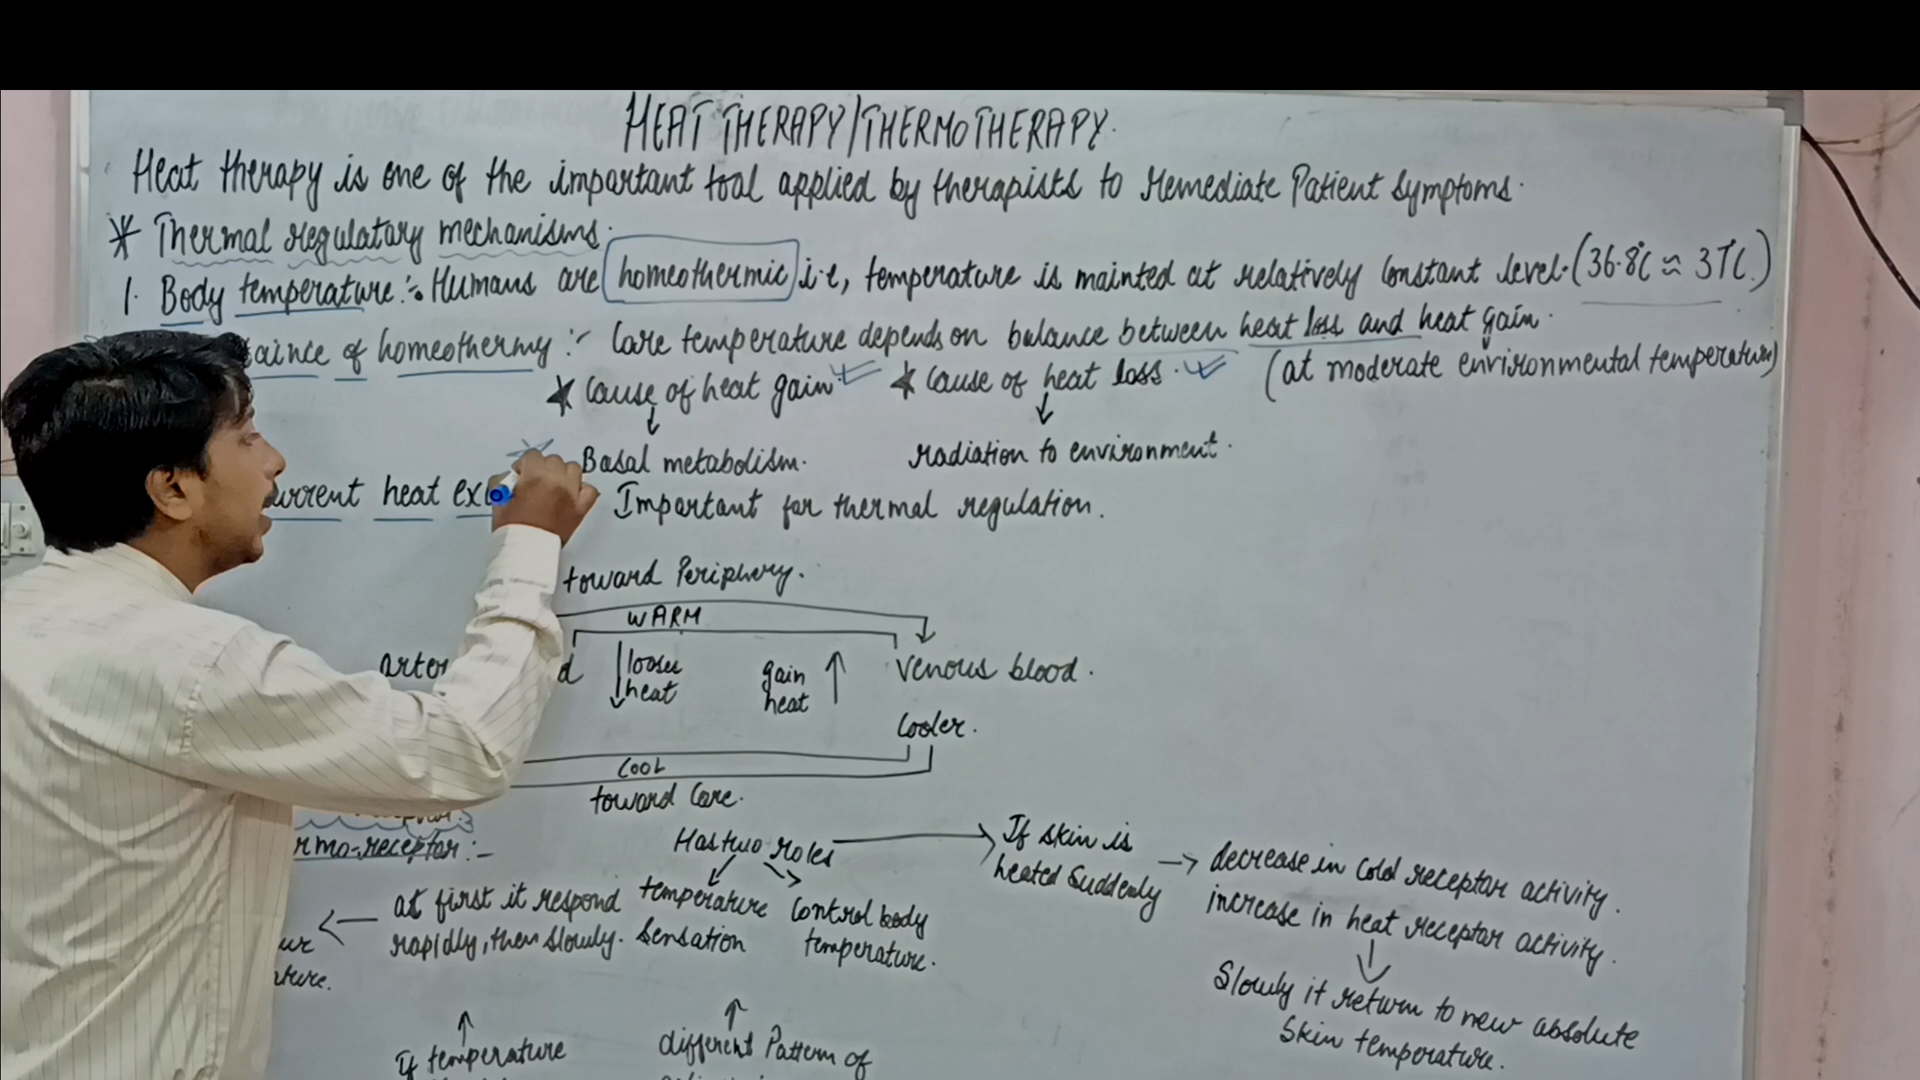 HEAT THERAPY/THERMOTHERAPY.
Heat therapy is one of the important tool applied by therapists to remediate Patient symptoms.
* Thermal regulatory mechanisms.
1. Body temperature:- Humans are homeothermic i.e, temperature is mainted at relatively constant level. (36.8°C ≈ 37°C.)
of homeothermy:- Core temperature depends on balance between heat loss and heat gain.
(at moderate environmental temperature)
★ Cause of heat gain. ★ Cause of heat loss.
↓ ↓
Basal metabolism. radiation to environment.
heat Important for thermal regulation.
toward Periphery.
WARM
looses heat
gain heat
Venous blood.
Cooler.
COOL
toward Core.
Has two roles
temperature sensation
Control body temperature.
at first it respond rapidly, then slowly.
If skin is heated suddenly
→ decrease in cold receptor activity.
increase in heat receptor activity.
↓
Slowly it return to new absolute
skin temperature.
If temperature
different Pattern of